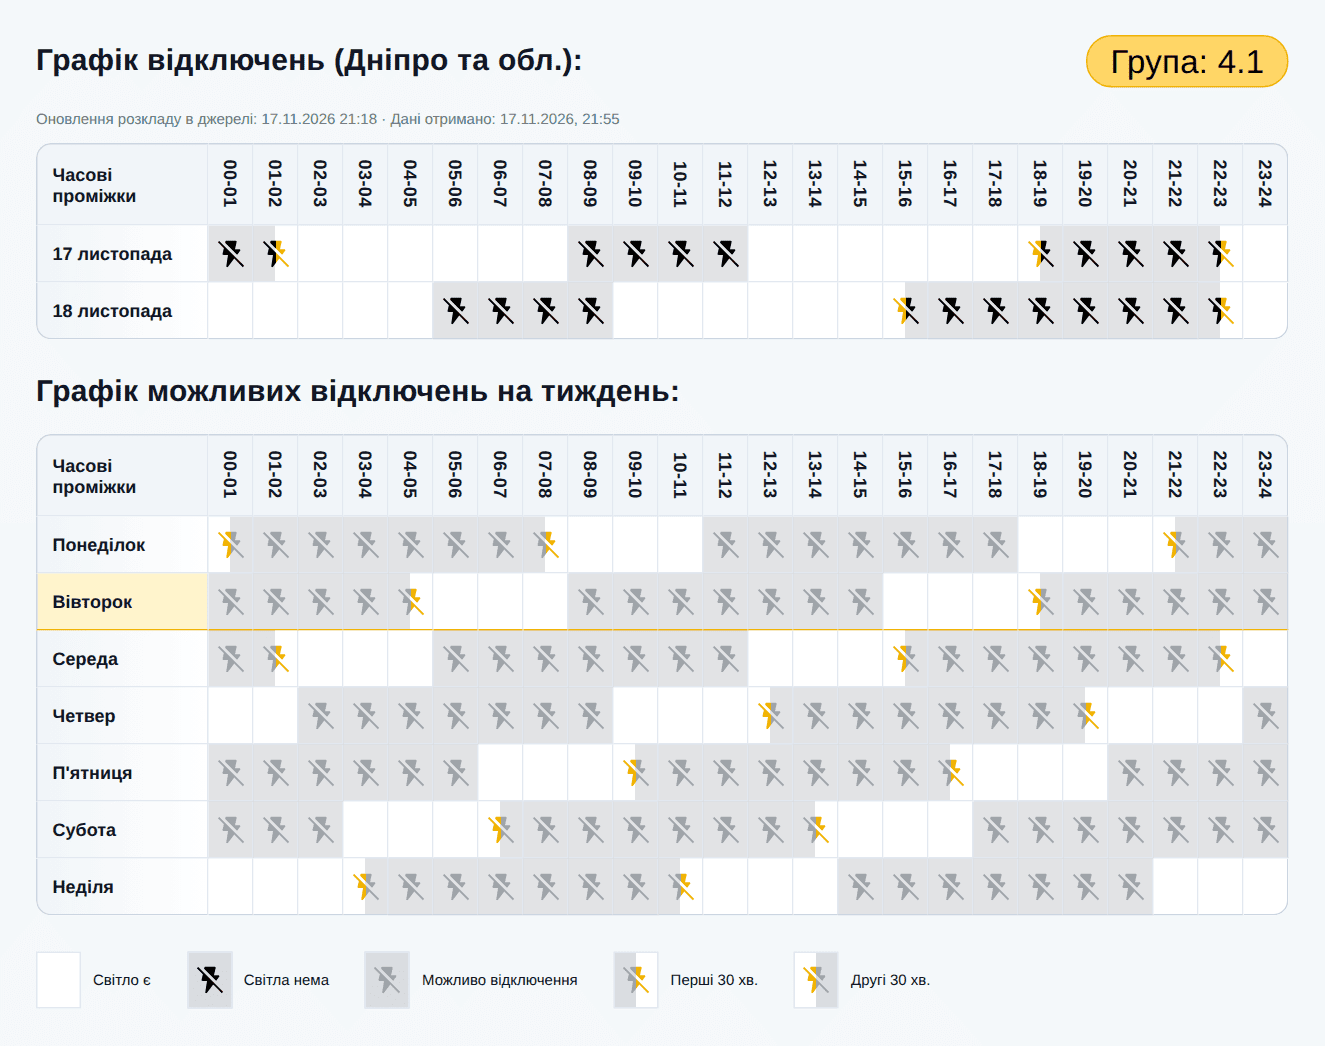 Графік відключень (Дніпро та обл.):
Група: 4.1
Оновлення розкладу в джерелі: 17.11.2026 21:18 · Дані отримано: 17.11.2026, 21:55
Часові
проміжки
00-01 01-02 02-03 03-04 04-05 05-06 06-07 07-08 08-09 09-10 10-11 11-12 12-13 13-14 14-15 15-16 16-17 17-18 18-19 19-20 20-21 21-22 22-23 23-24
17 листопада
18 листопада
Графік можливих відключень на тиждень:
Часові
проміжки
00-01 01-02 02-03 03-04 04-05 05-06 06-07 07-08 08-09 09-10 10-11 11-12 12-13 13-14 14-15 15-16 16-17 17-18 18-19 19-20 20-21 21-22 22-23 23-24
Понеділок
Вівторок
Середа
Четвер
П'ятниця
Субота
Неділя
Світло є
Світла нема
Можливо відключення
Перші 30 хв.
Другі 30 хв.